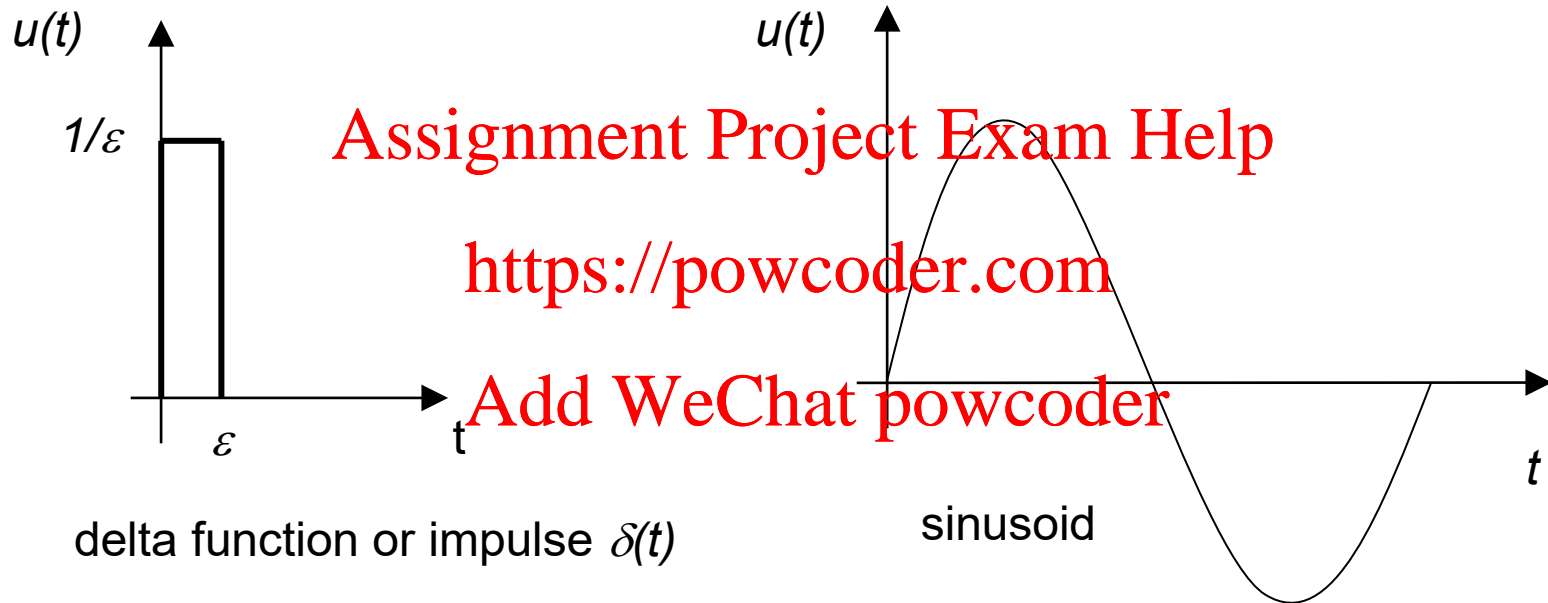 u(t)
u(t)
1/ε
Assignment Project Exam Help
https://powcoder.com
Add WeChat powcoder
ε
t
t
delta function or impulse δ(t)
sinusoid